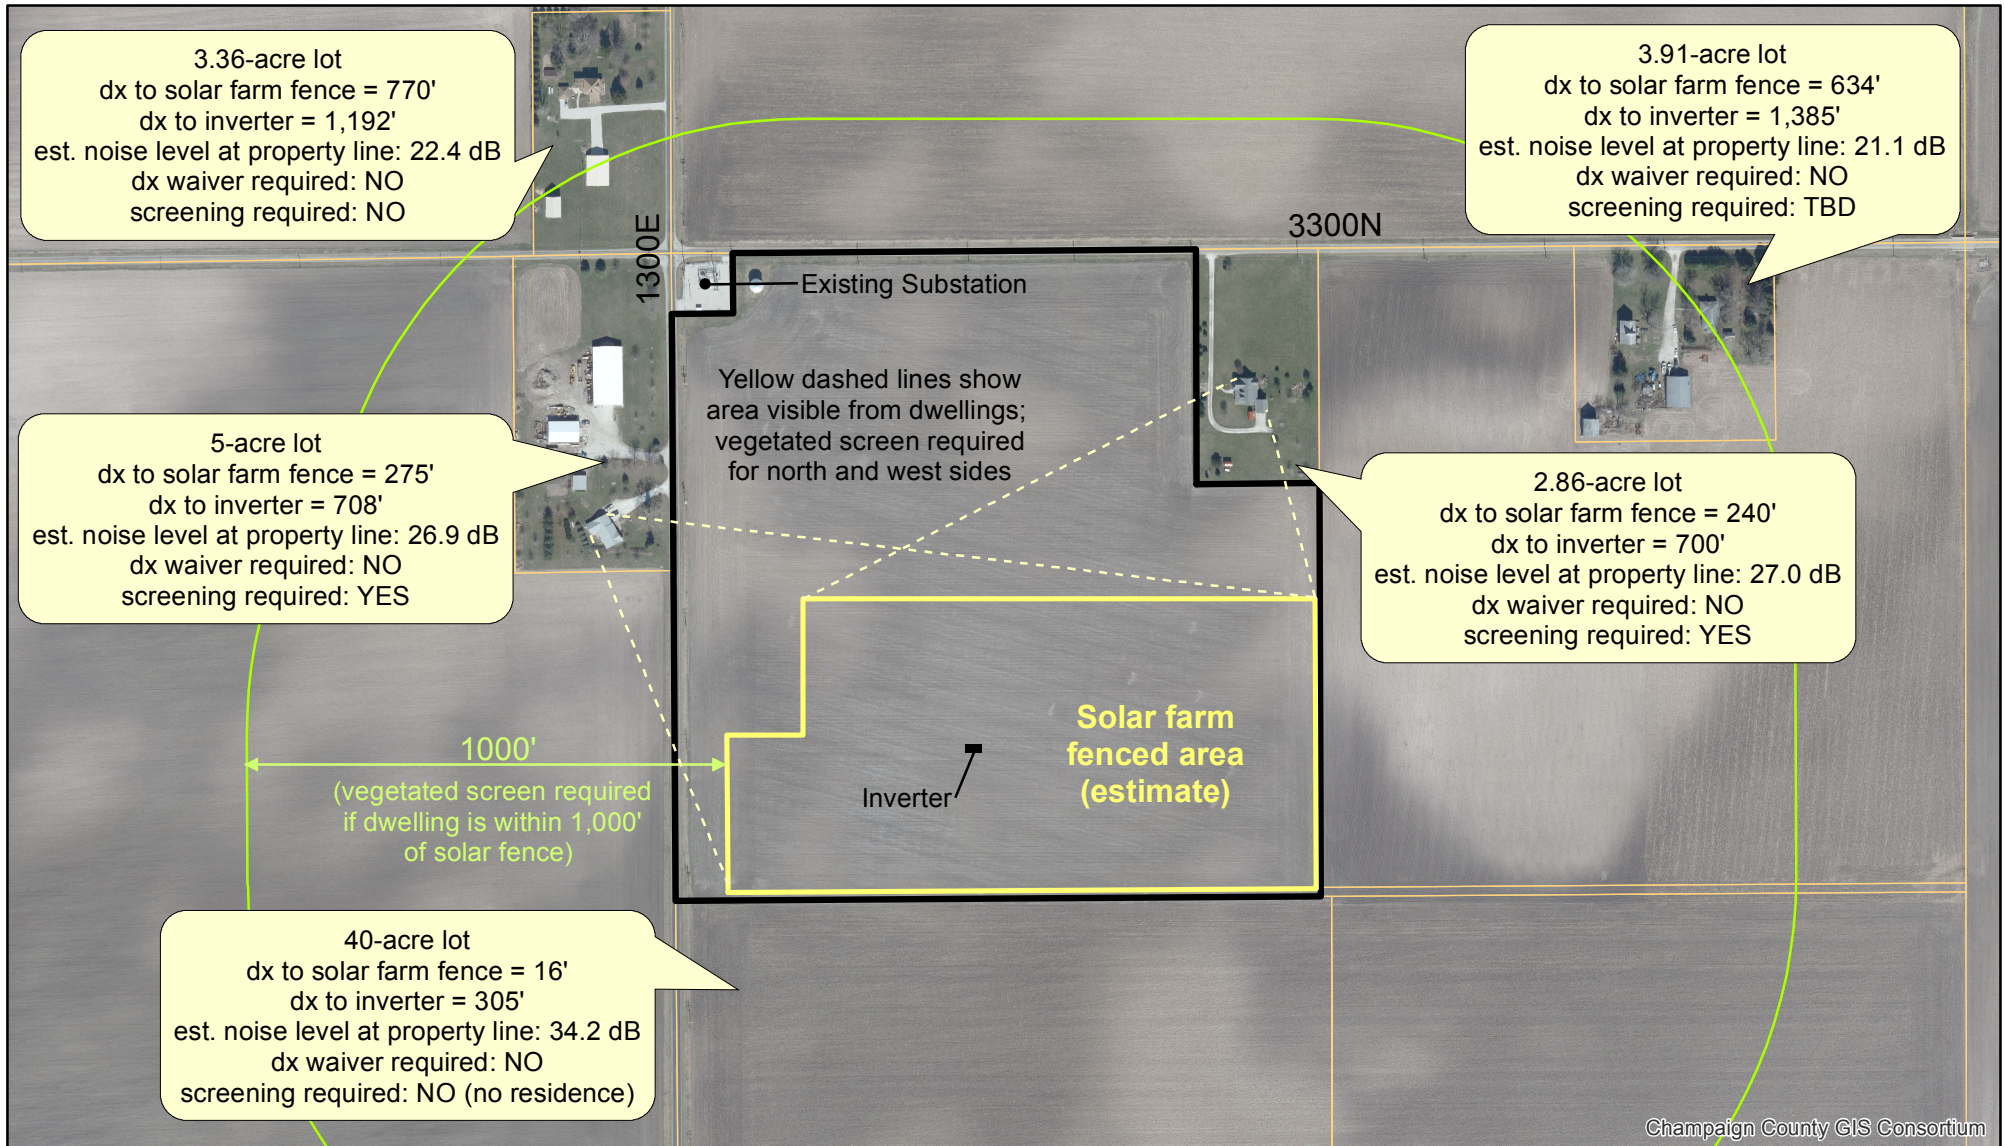 3.36-acre lot
dx to solar farm fence = 770'
dx to inverter = 1,192'
est. noise level at property line: 22.4 dB
dx waiver required: NO
screening required: NO
3.91-acre lot
dx to solar farm fence = 634'
dx to inverter = 1,385'
est. noise level at property line: 21.1 dB
dx waiver required: NO
screening required: TBD
1300E
3300N
Existing Substation
Yellow dashed lines show
area visible from dwellings;
vegetated screen required
for north and west sides
5-acre lot
dx to solar farm fence = 275'
dx to inverter = 708'
est. noise level at property line: 26.9 dB
dx waiver required: NO
screening required: YES
2.86-acre lot
dx to solar farm fence = 240'
dx to inverter = 700'
est. noise level at property line: 27.0 dB
dx waiver required: NO
screening required: YES
1000'
(vegetated screen required
if dwelling is within 1,000'
of solar fence)
Solar farm
fenced area
(estimate)
Inverter
40-acre lot
dx to solar farm fence = 16'
dx to inverter = 305'
est. noise level at property line: 34.2 dB
dx waiver required: NO
screening required: NO (no residence)
Champaign County GIS Consortium